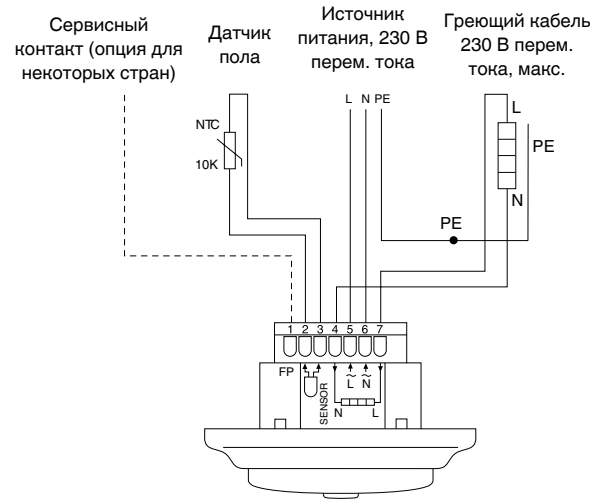 Сервисный
контакт (опция для
некоторых стран)
Датчик
пола
Источник
питания, 230 В
перем. тока
Греющий кабель
230 В перем.
тока, макс.
L N PE
NTC
10K
L
PE
N
PE
1 2 3 4 5 6 7
FP
SENSOR
~ ~
L N
N L